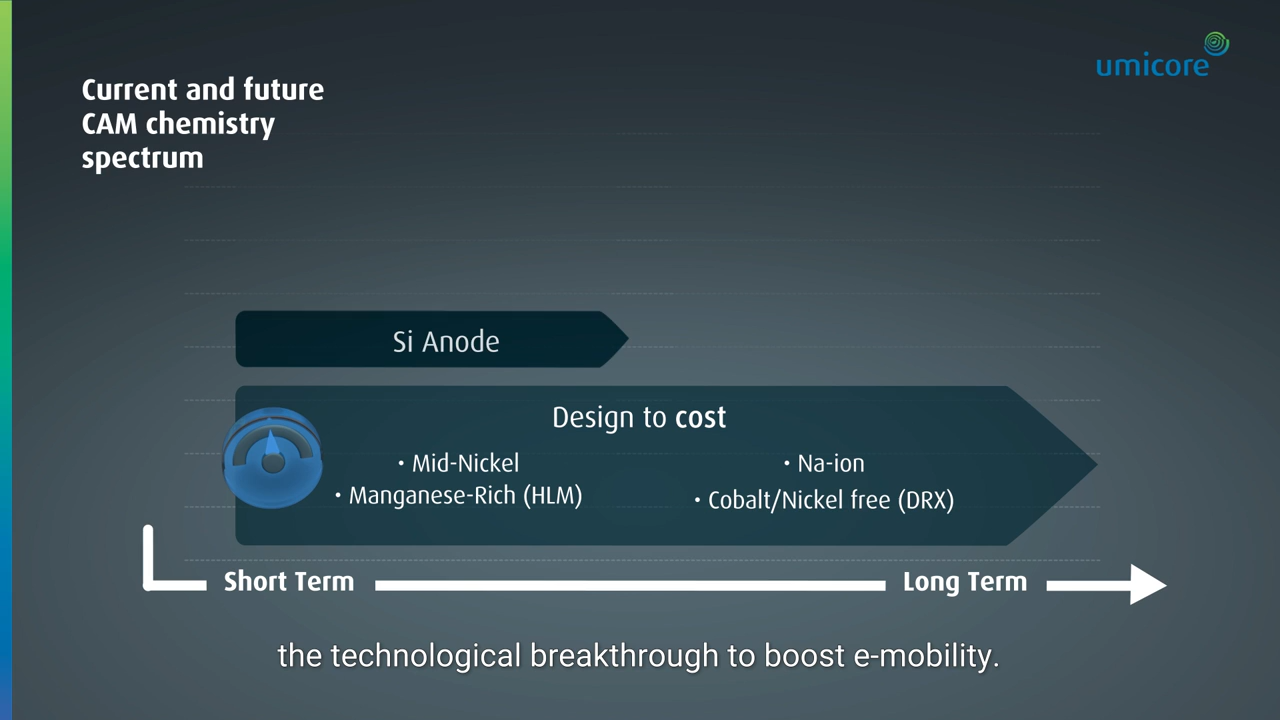 Current and future
CAM chemistry
spectrum
umicore
Si Anode
Design to cost
• Mid-Nickel
• Manganese-Rich (HLM)
• Na-ion
• Cobalt/Nickel free (DRX)
Short Term
Long Term
the technological breakthrough to boost e-mobility.